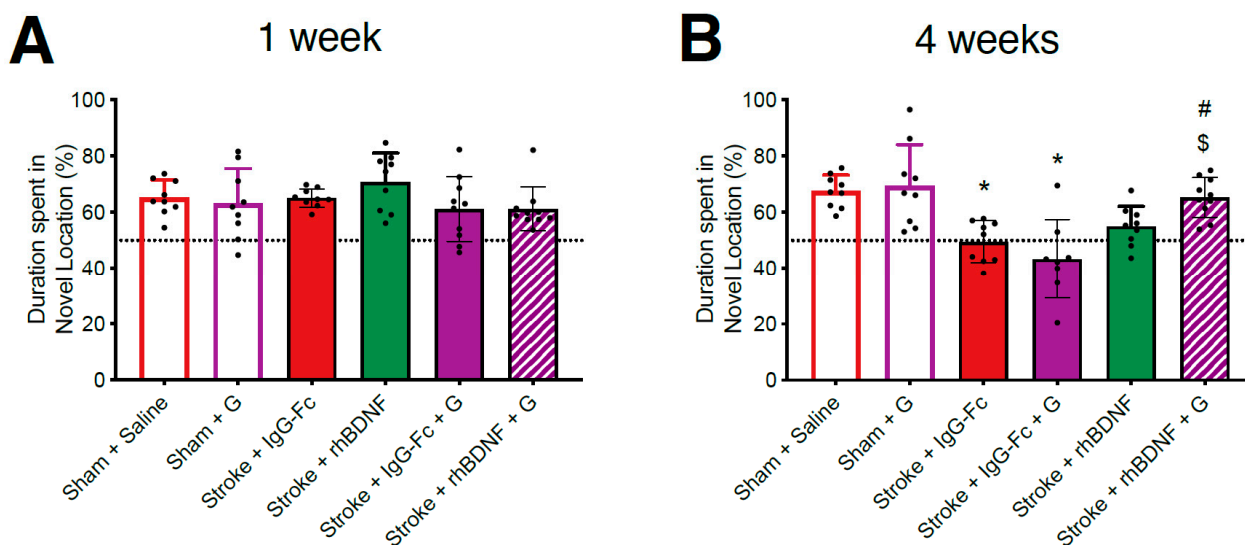 A
1 week
Duration spent in
Novel Location (%)
100
80
60
40
20
0
Sham + Saline
Sham + G
Stroke + IgG-Fc
Stroke + rhBDNF
Stroke + IgG-Fc + G
Stroke + rhBDNF + G
B
4 weeks
Duration spent in
Novel Location (%)
100
80
60
40
20
0
*
*
#
$
Sham + Saline
Sham + G
Stroke + IgG-Fc
Stroke + IgG-Fc + G
Stroke + rhBDNF
Stroke + rhBDNF + G